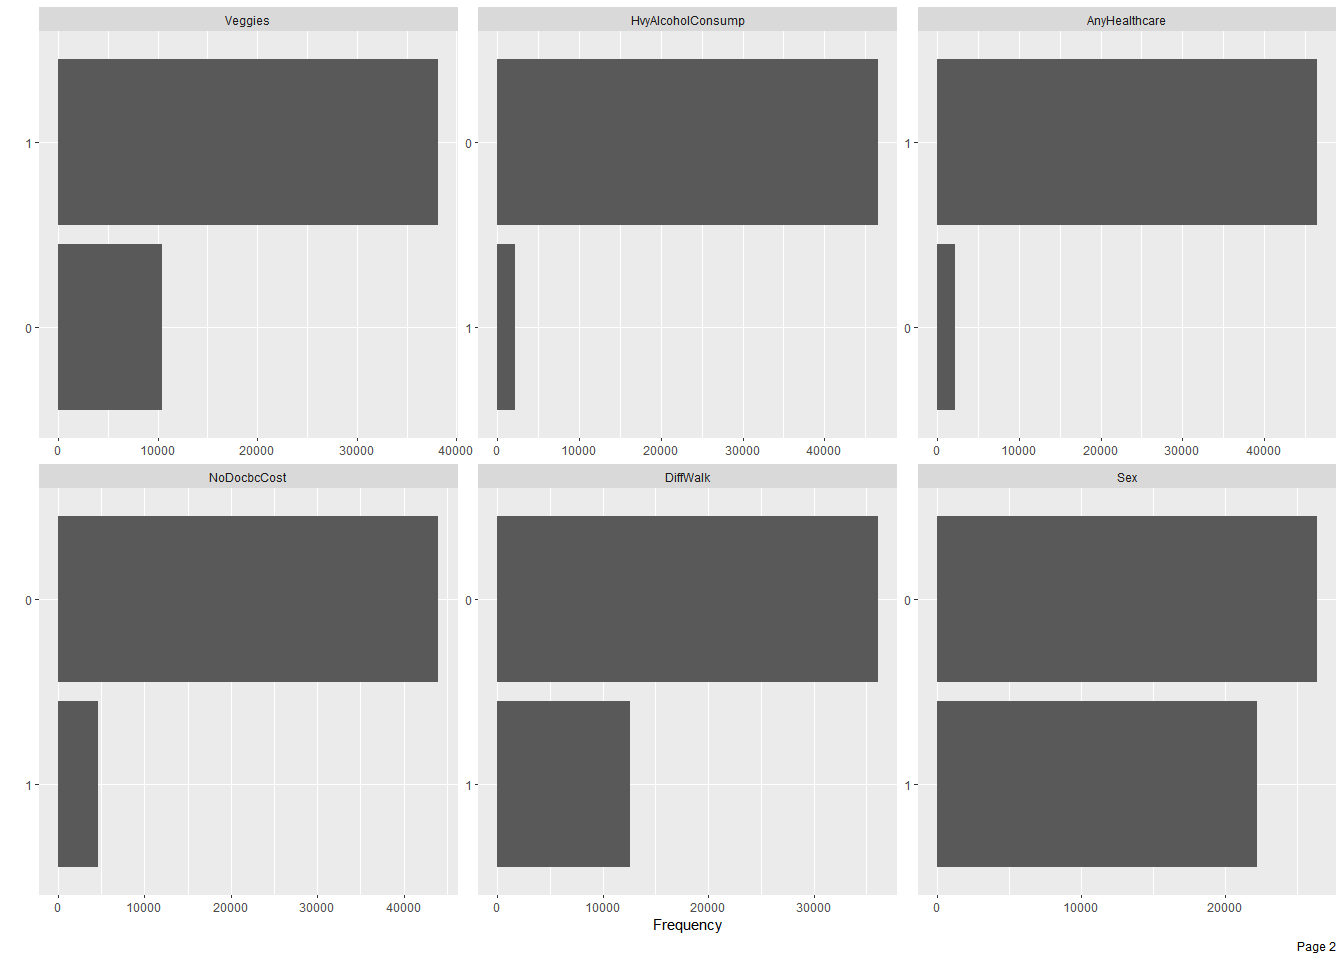 Veggies HvyAlcoholConsump AnyHealthcare
1 0 1
0 1 0
0 10000 20000 30000 40000 0 10000 20000 30000 40000 0 10000 20000 30000 40000
NoDocbcCost DiffWalk Sex
0 0 0
1 1 1
0 10000 20000 30000 40000 0 10000 20000 30000 0 10000 20000
Frequency
Page 2